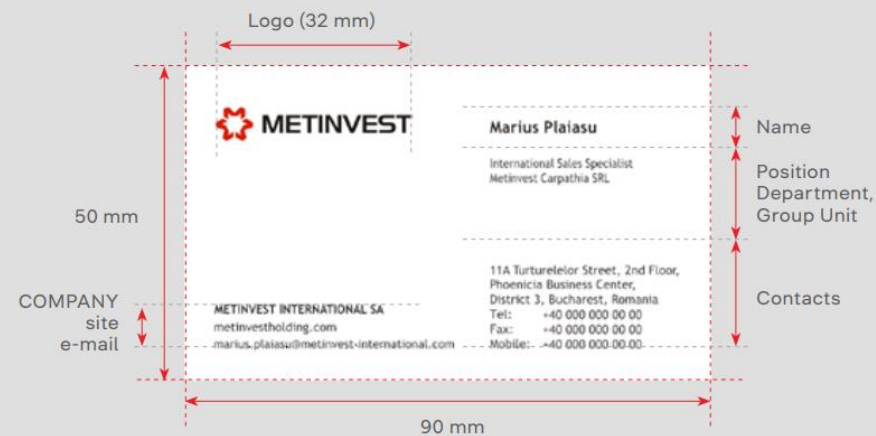 Logo (32 mm)
METINVEST
Marius Plaiasu
Name
International Sales Specialist
Metinvest Carpathia SRL
Position
Department,
Group Unit
50 mm
11A Turturelelor Street, 2nd Floor,
Phoenicia Business Center,
District 3, Bucharest, Romania
Tel: +40 000 000 00 00
Fax: +40 000 000 00 00
Mobile: +40 000 000 00 00
Contacts
COMPANY
site
e-mail
METINVEST INTERNATIONAL SA
metinvestholding.com
marius.plaiasu@metinvest-international.com
90 mm